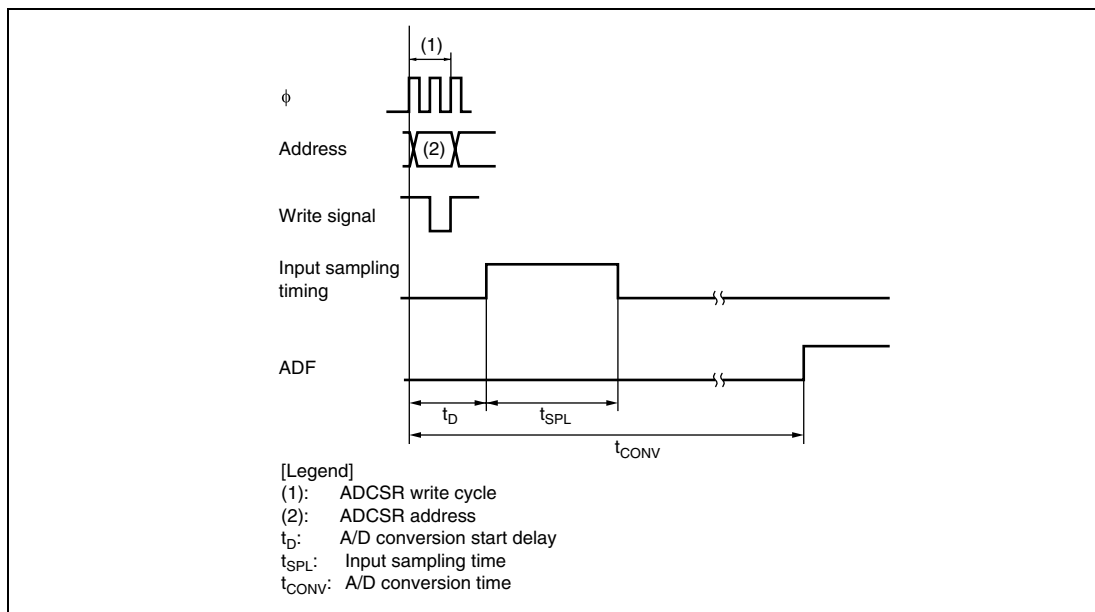 (1)
ϕ
Address
(2)
Write signal
Input sampling
timing
ADF
tD
tSPL
tCONV
[Legend]
(1): ADCSR write cycle
(2): ADCSR address
tD: A/D conversion start delay
tSPL: Input sampling time
tCONV: A/D conversion time